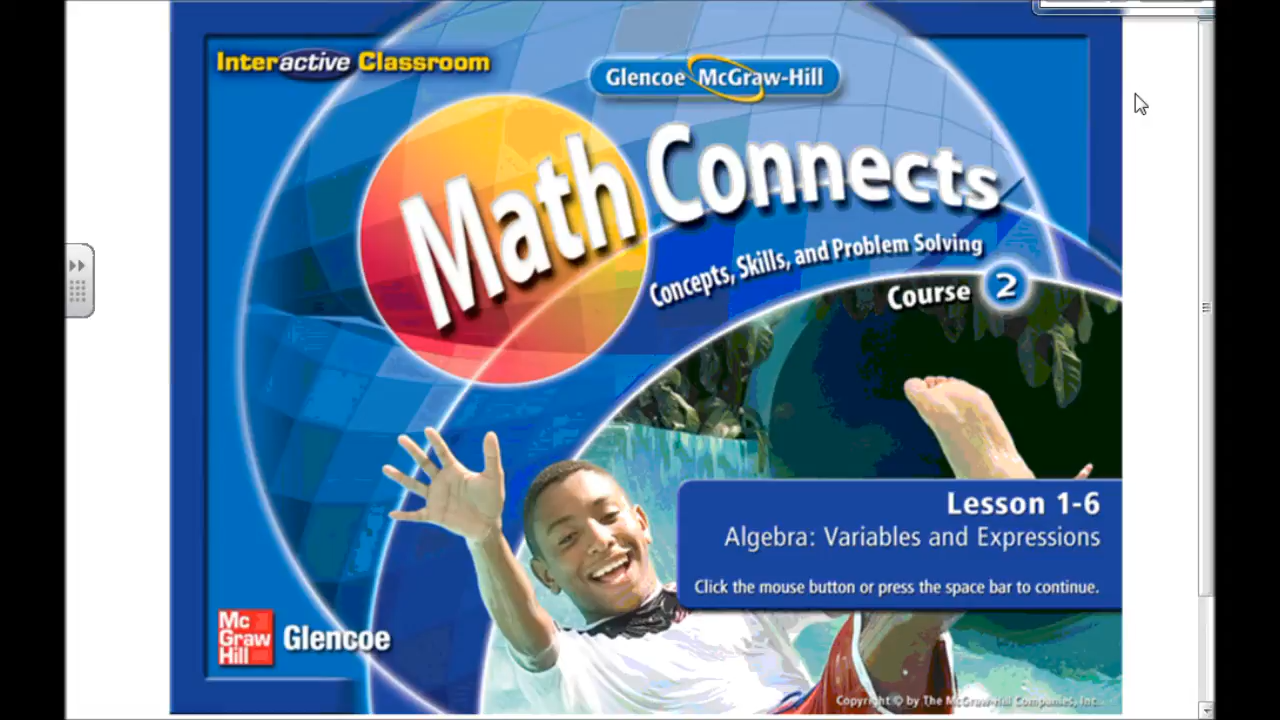 Interactive Classroom
Glencoe McGraw-Hill
Math Connects
Concepts, Skills, and Problem Solving
Course 2
Lesson 1-6
Algebra: Variables and Expressions
Click the mouse button or press the space bar to continue.
Mc
Graw
Hill
Glencoe
Copyright © by The McGraw-Hill Companies, Inc.